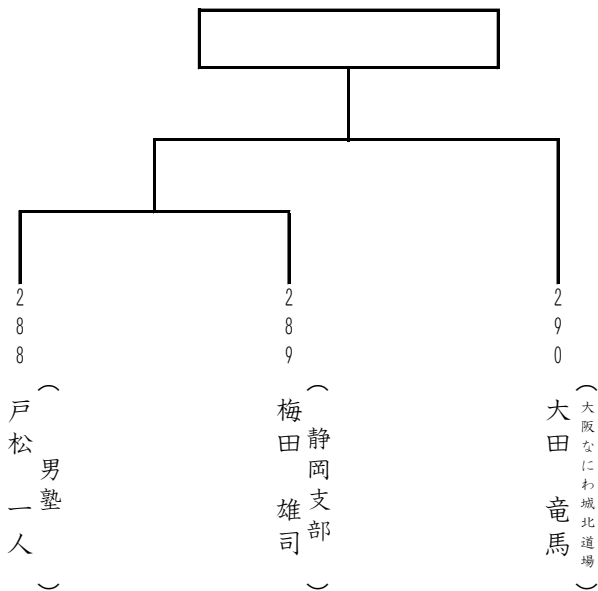 288
戸松 一人
(男塾)
289
梅田 雄司
(静岡支部)
290
大田 竜馬
(大阪なにわ城北道場)